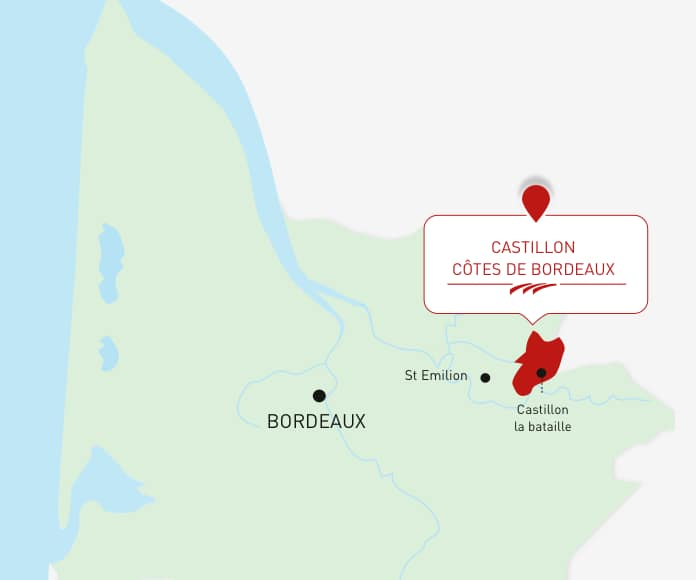 CASTILLON
CÔTES DE BORDEAUX
St Emilion
BORDEAUX
Castillon
la bataille